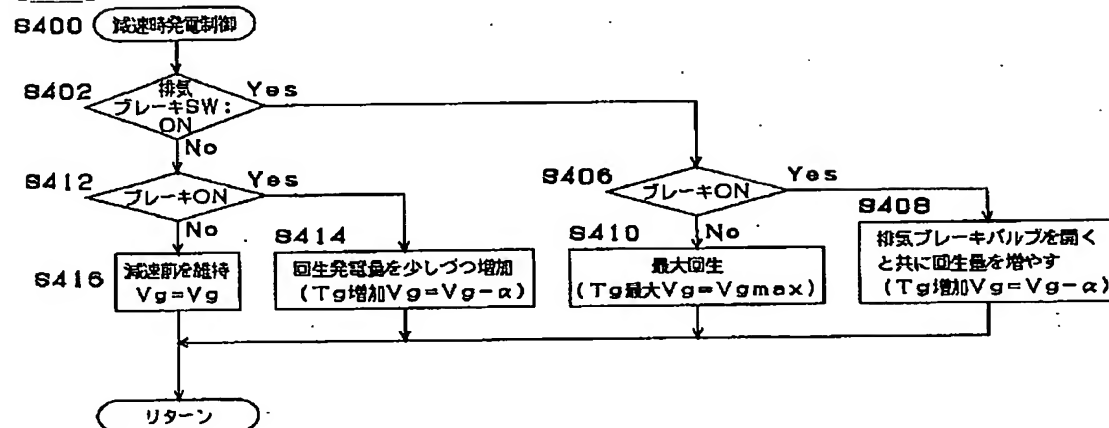 S400 減速時発電制御
S402
排気
ブレーキSW:
ON
Yes
No
S412
ブレーキON
Yes
No
S406
ブレーキON
Yes
No
S416
減速前を維持
Vg=Vg
S414
回生発電量を少しづつ増加
(Tg増加Vg=Vg-α)
S410
最大回生
(Tg最大Vg=Vgmax)
S408
排気ブレーキバルブを開く
と共に回生量を増やす
(Tg増加Vg=Vg-α)
リターン